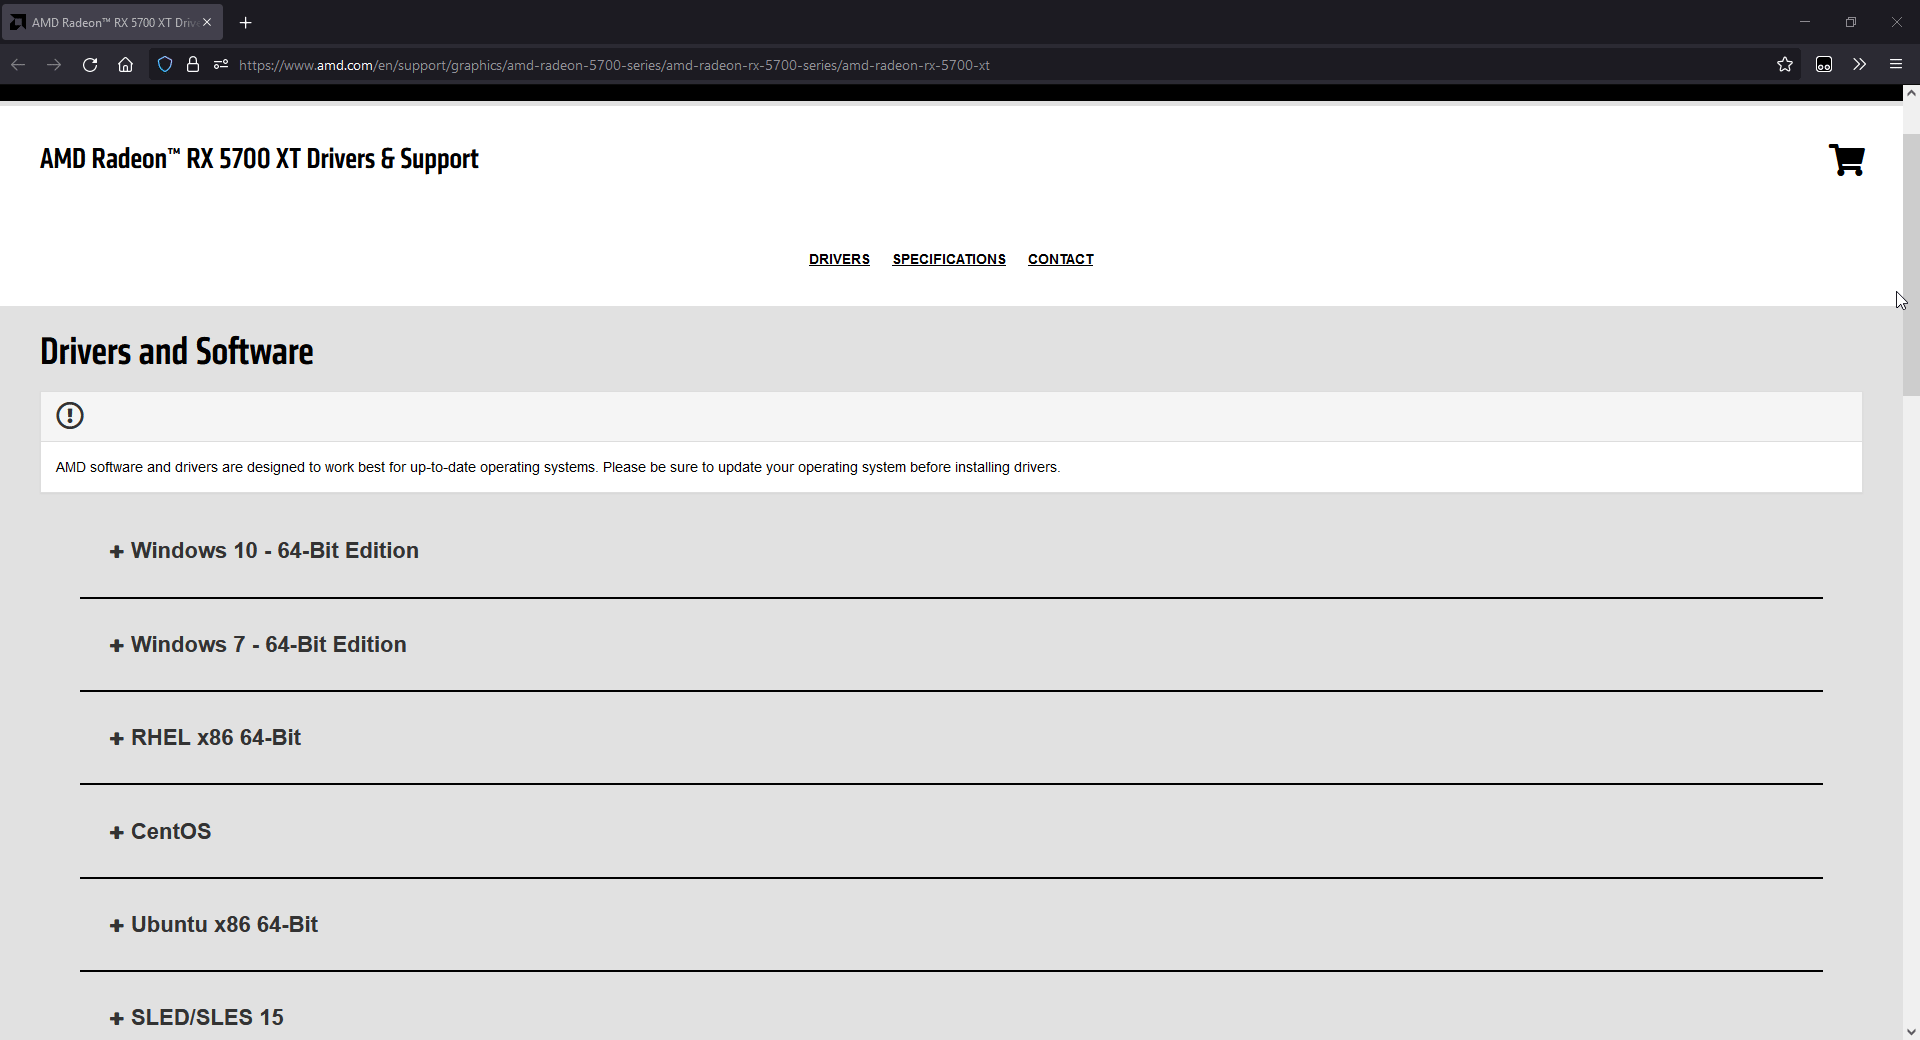 AMD Radeon™ RX 5700 XT Driv
https://www.amd.com/en/support/graphics/amd-radeon-5700-series/amd-radeon-rx-5700-series/amd-radeon-rx-5700-xt
AMD Radeon™ RX 5700 XT Drivers & Support
DRIVERS SPECIFICATIONS CONTACT
Drivers and Software
AMD software and drivers are designed to work best for up-to-date operating systems. Please be sure to update your operating system before installing drivers.
+ Windows 10 - 64-Bit Edition
+ Windows 7 - 64-Bit Edition
+ RHEL x86 64-Bit
+ CentOS
+ Ubuntu x86 64-Bit
+ SLED/SLES 15